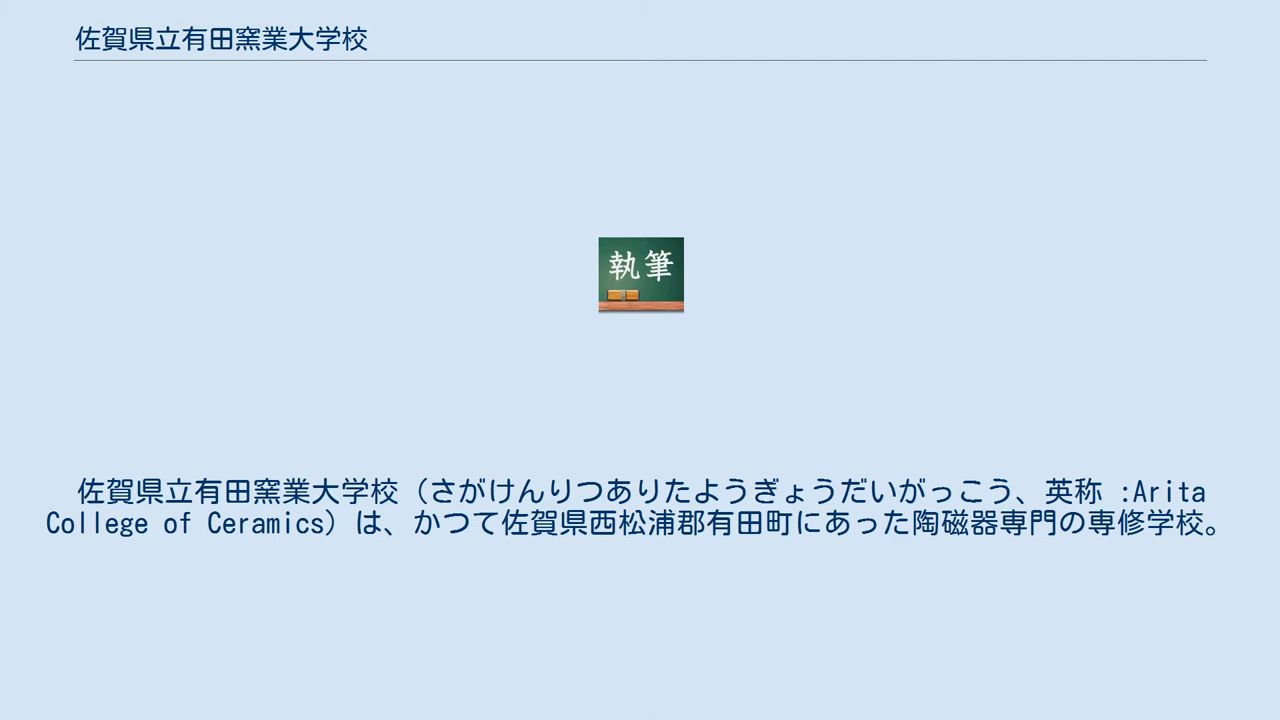 佐賀県立有田窯業大学校
執筆
佐賀県立有田窯業大学校（さがけんりつありたようぎょうだいがっこう、英称 :Arita
College of Ceramics）は、かつて佐賀県西松浦郡有田町にあった陶磁器専門の専修学校。